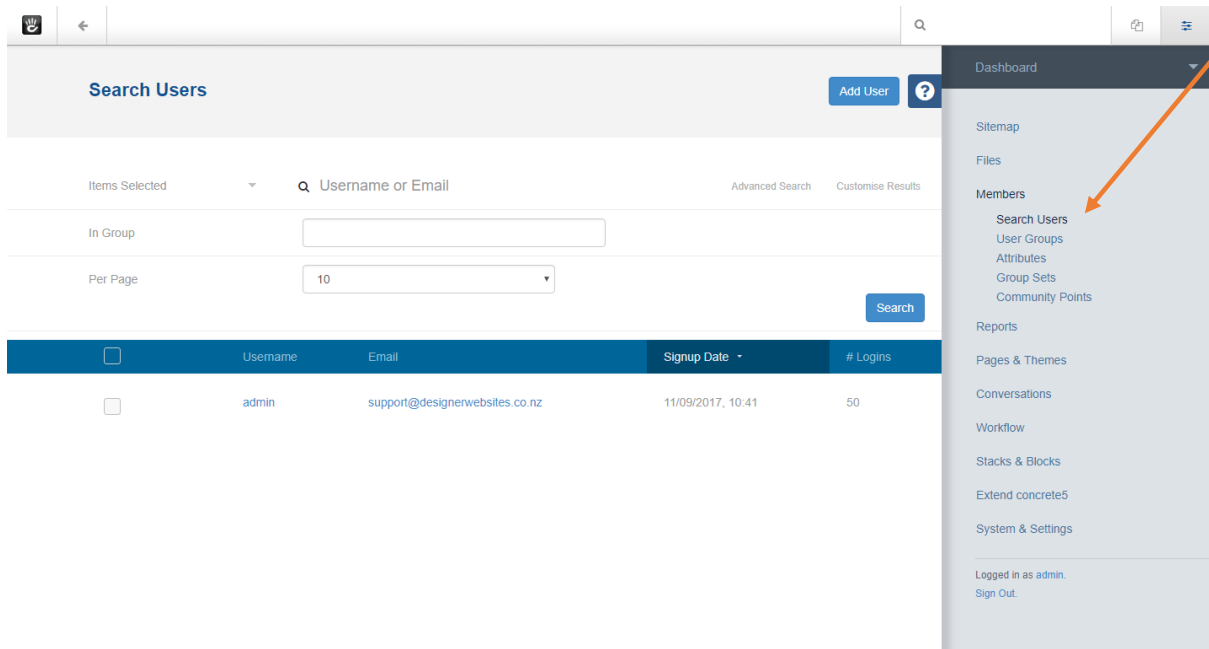 Dashboard
Search Users
Add User
?
Items Selected
Username or Email
Advanced Search
Customise Results
In Group
Per Page
10
Search
Username Email Signup Date # Logins
admin support@designerwebsites.co.nz 11/09/2017, 10:41 50
Sitemap
Files
Members
Search Users
User Groups
Attributes
Group Sets
Community Points
Reports
Pages & Themes
Conversations
Workflow
Stacks & Blocks
Extend concrete5
System & Settings
Logged in as admin.
Sign Out.